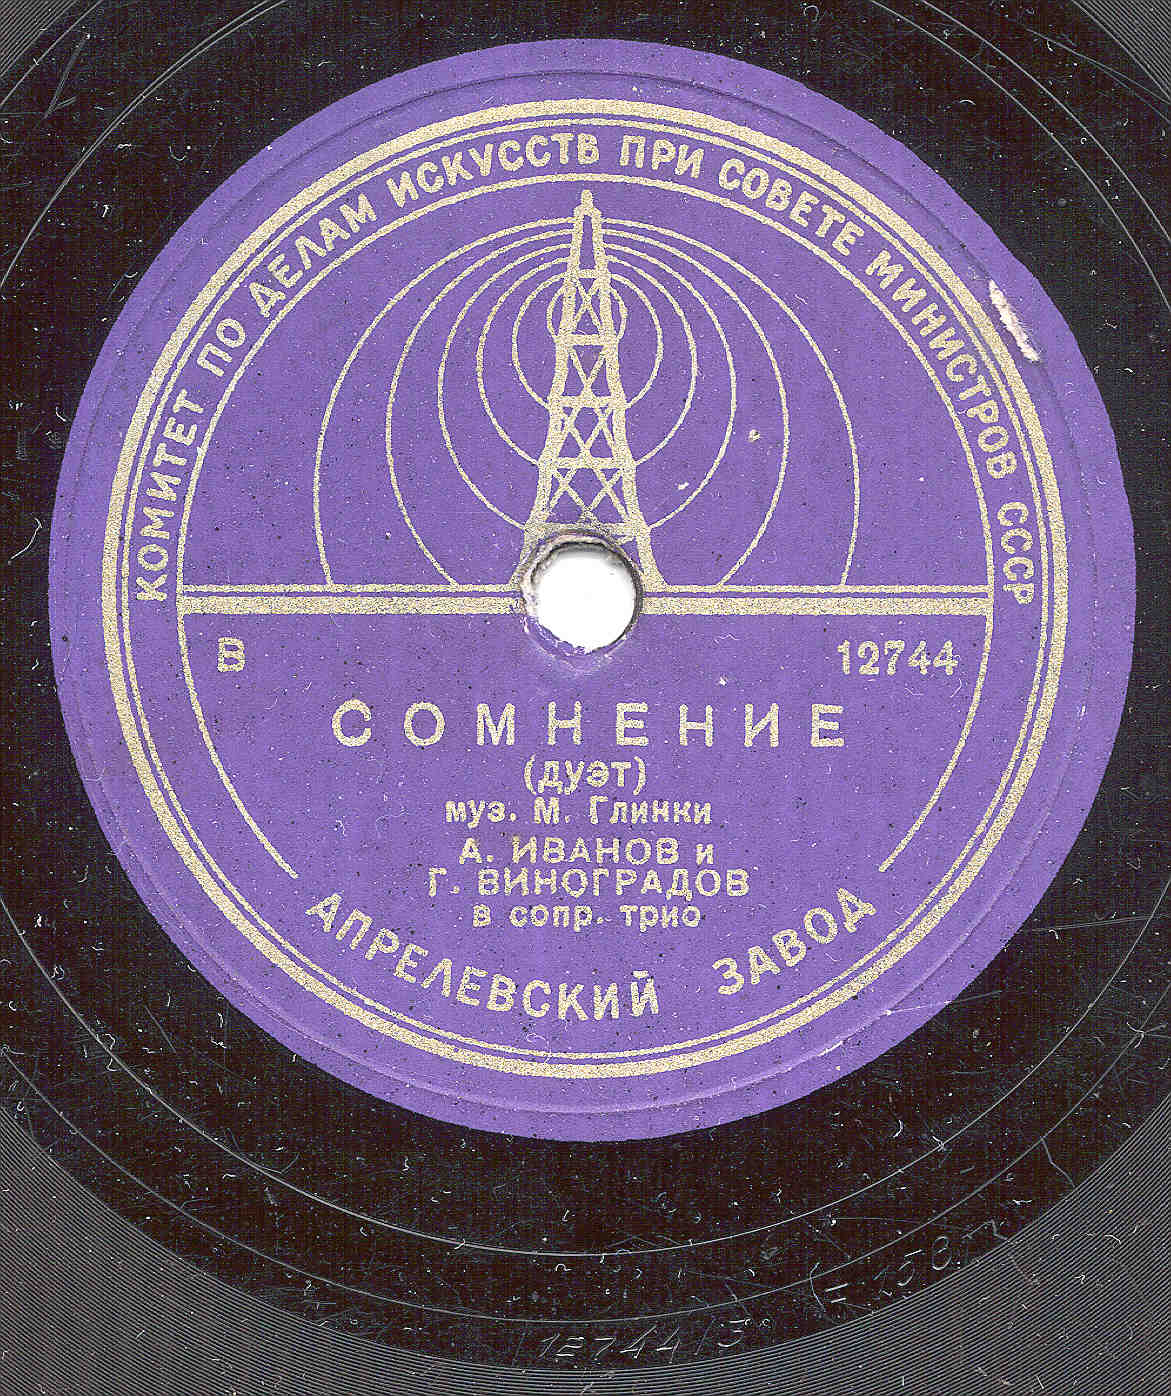 КОМИТЕТ ПО ДЕЛАМ ИСКУССТВ ПРИ СОВЕТЕ МИНИСТРОВ СССР
В 12744
СОМНЕНИЕ
(дуэт)
муз. М. Глинки
А. ИВАНОВ и
Г. ВИНОГРАДОВ
в сопр. трио
АПРЕЛЕВСКИЙ ЗАВОД
12744